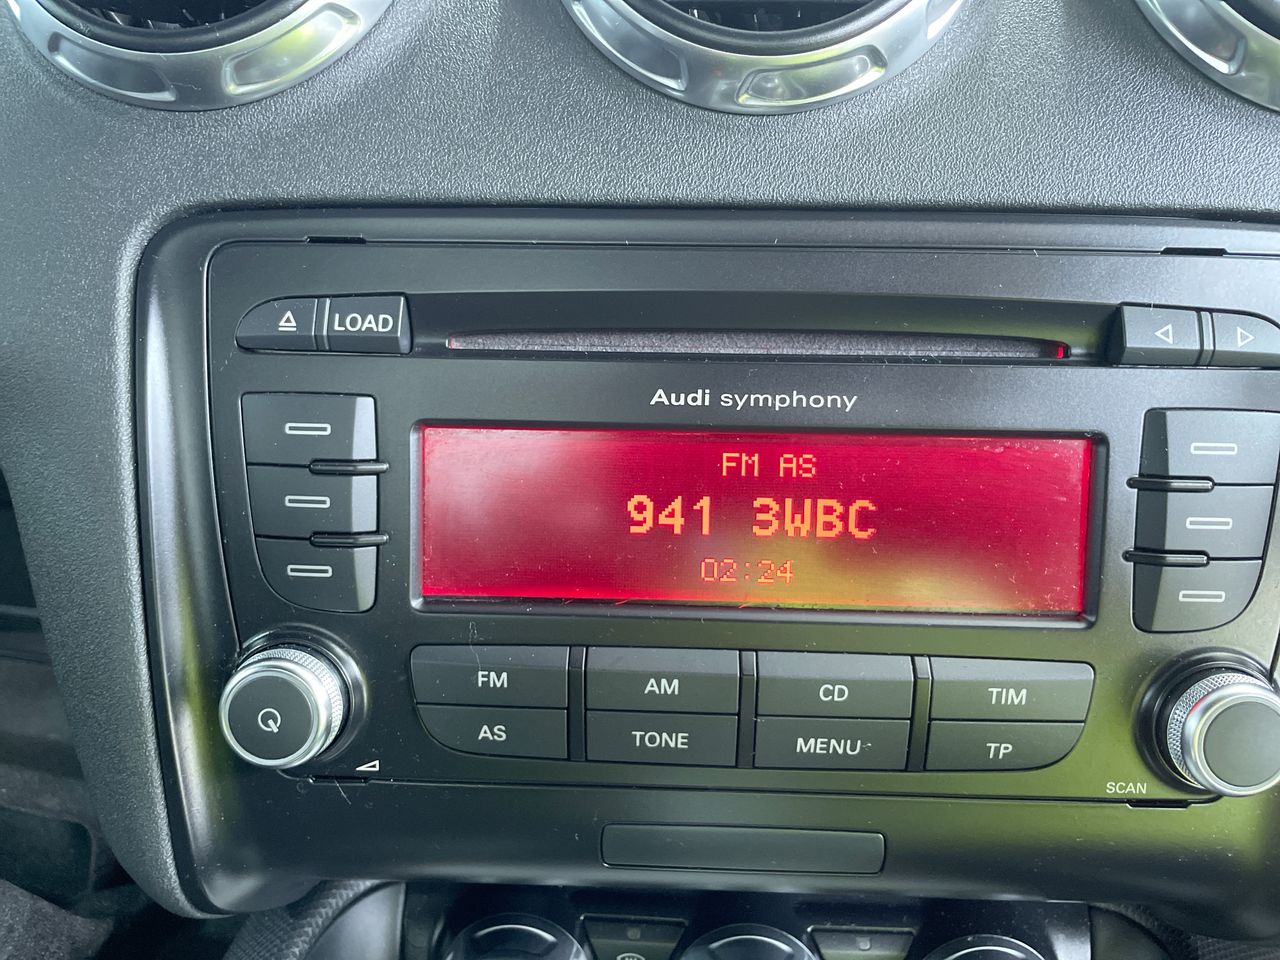 LOAD
Audi symphony
FM AS
941 3WBC
02:24
FM AM CD TIM
AS TONE MENU TP
SCAN